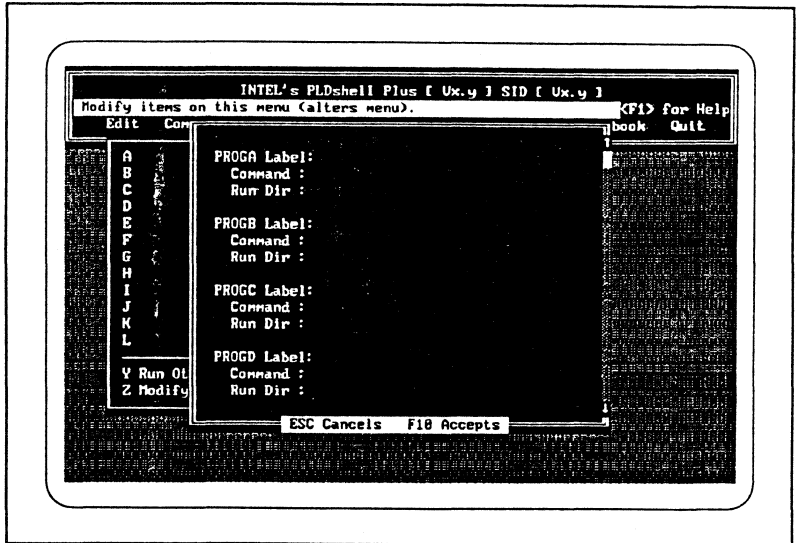 INTEL's PLDshell Plus [ Vx.y ] SID [ Vx.y ]
Modify items on this menu (alters menu).
<F1> for Help
Edit Com book Quit
A
B
C
D
E
F
G
H
I
J
K
L
Y Run Ot
Z Modify
PROGA Label:
Command :
Run Dir :
PROGB Label:
Command :
Run Dir :
PROGC Label:
Command :
Run Dir :
PROGD Label:
Command :
Run Dir :
ESC Cancels F10 Accepts